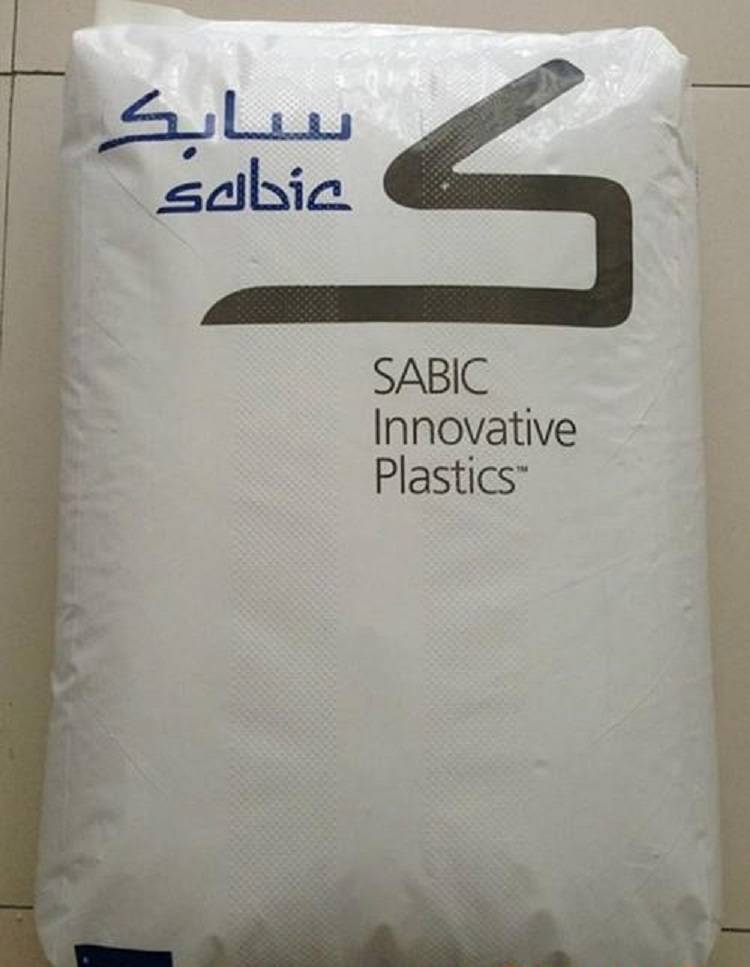 سابك
sabic
SABIC
Innovative
Plastics™